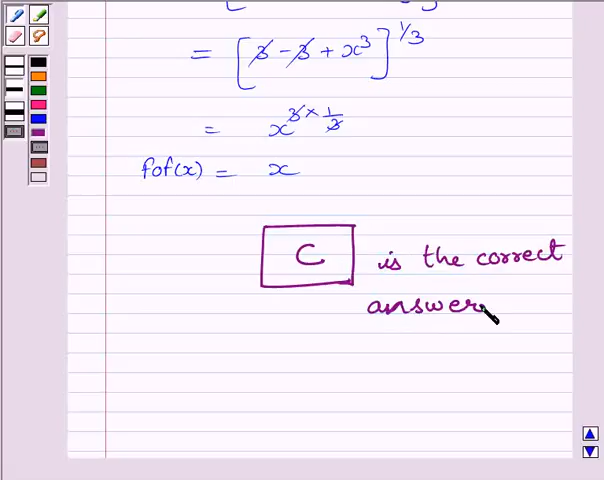 = [3 - 3 + x³]^1/3
= x^3 × 1/3
fof(x) = x
C is the correct
answer